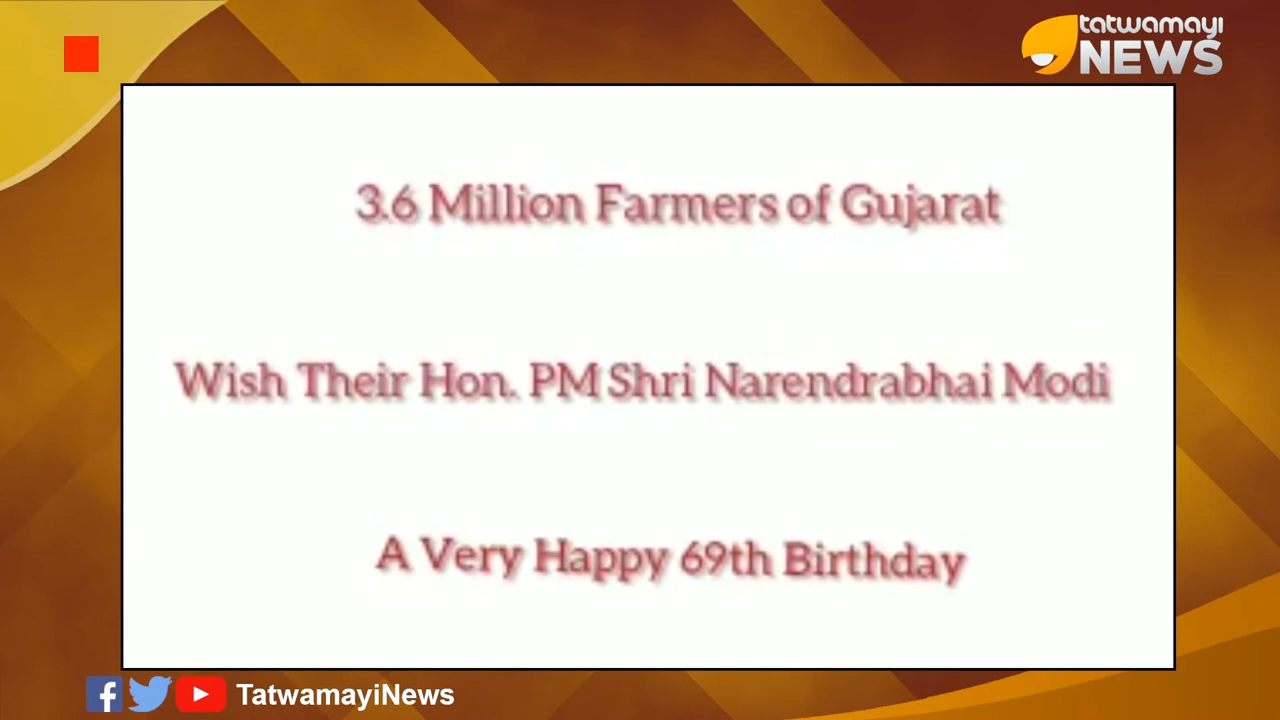 tatwamayi
NEWS
3.6 Million Farmers of Gujarat
Wish Their Hon. PM Shri Narendrabhai Modi
A Very Happy 69th Birthday
TatwamayiNews